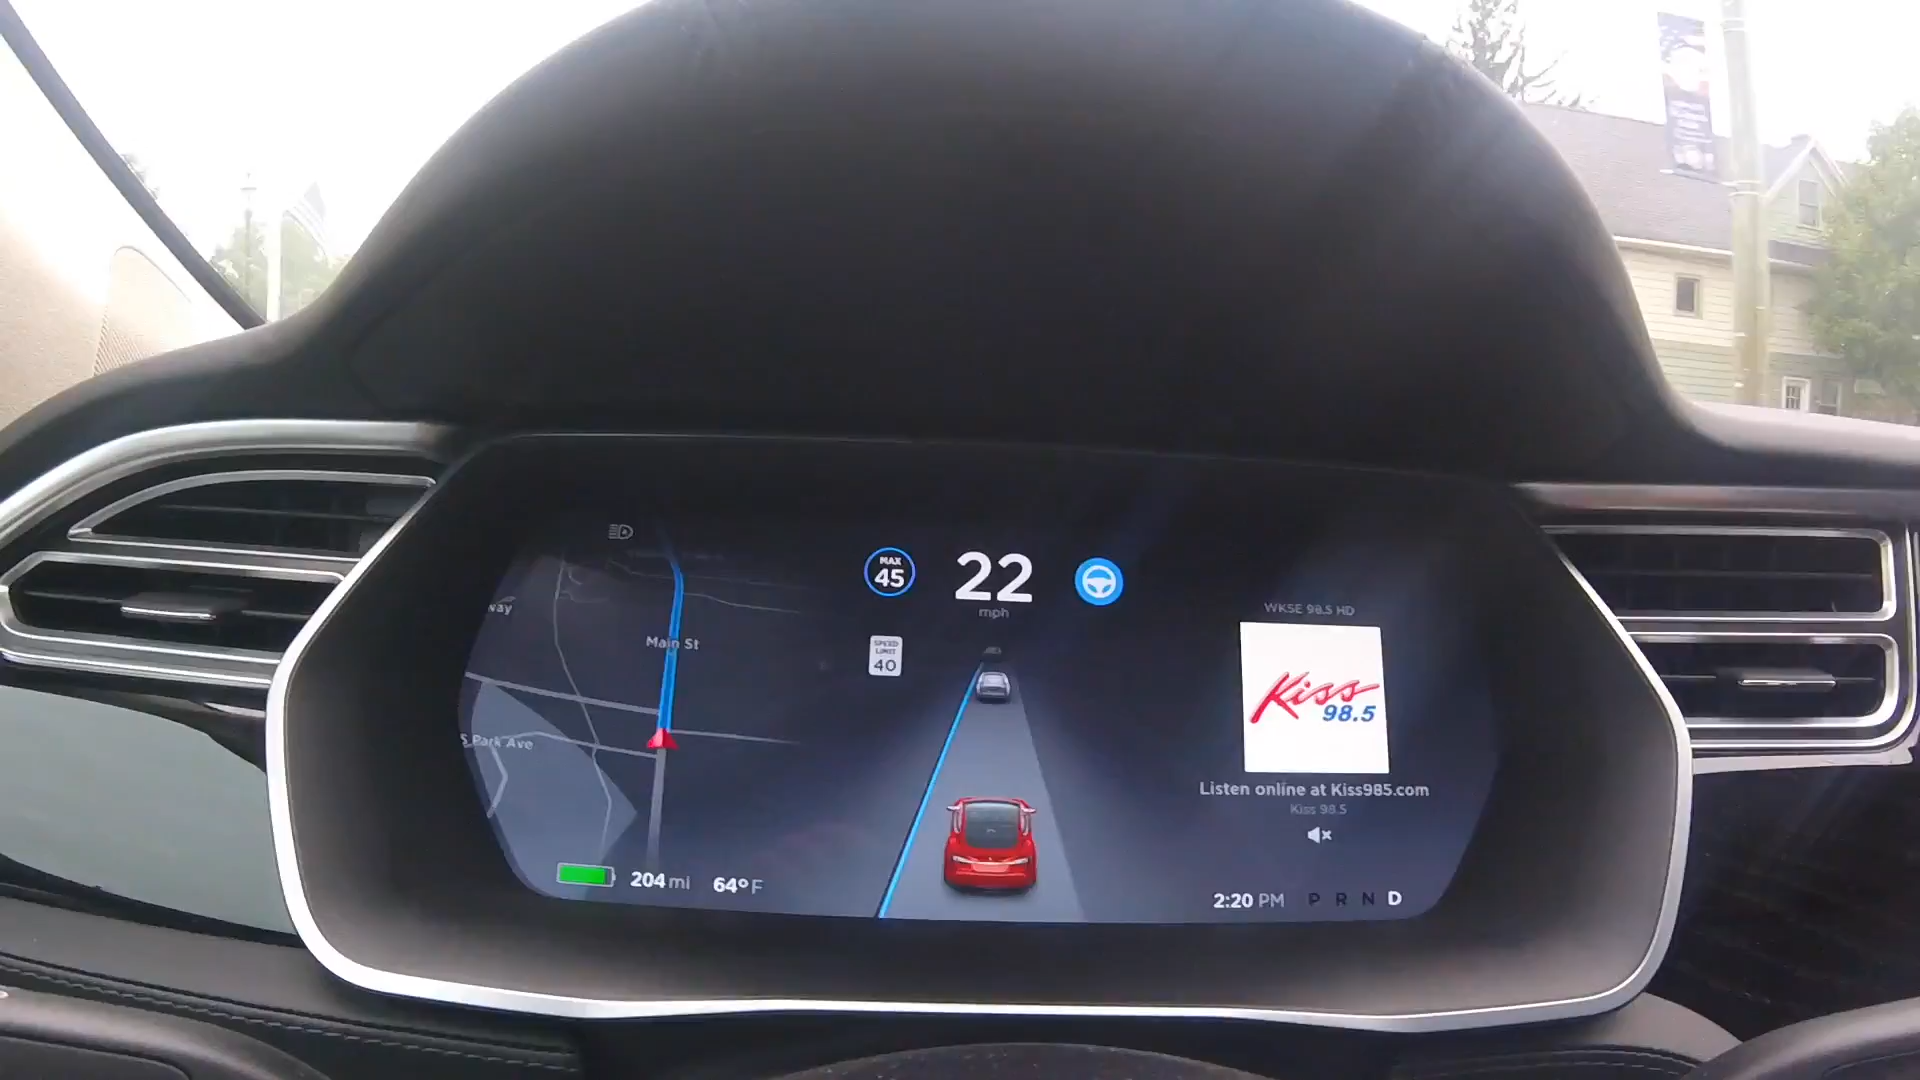 way
Main St
S Park Ave
204 mi 64°F
MAX
45
22
mph
SPEED
LIMIT
40
WKSE 98.5 HD
Kiss
98.5
Listen online at Kiss985.com
Kiss 98.5
2:20 PM P R N D